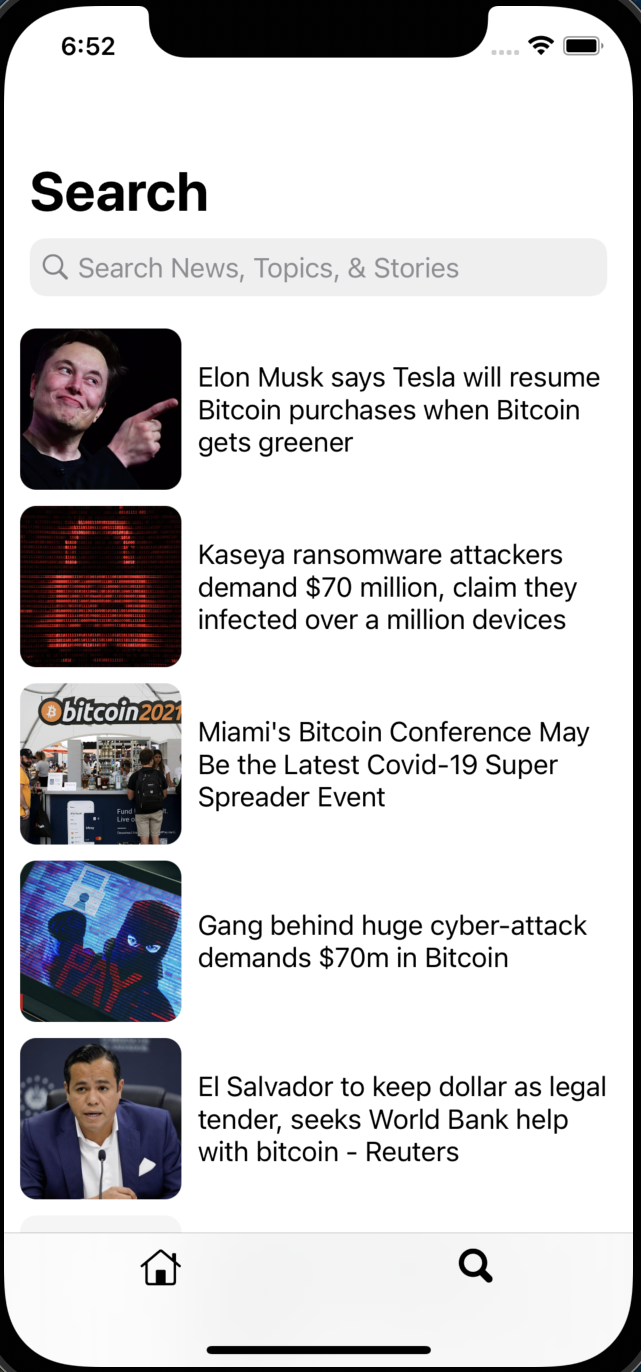 6:52
Search
Search News, Topics, & Stories
Elon Musk says Tesla will resume
Bitcoin purchases when Bitcoin
gets greener
Kaseya ransomware attackers
demand $70 million, claim they
infected over a million devices
bitcoin2021
Miami's Bitcoin Conference May
Be the Latest Covid-19 Super
Spreader Event
Fund
Live
PAY
Gang behind huge cyber-attack
demands $70m in Bitcoin
El Salvador to keep dollar as legal
tender, seeks World Bank help
with bitcoin - Reuters